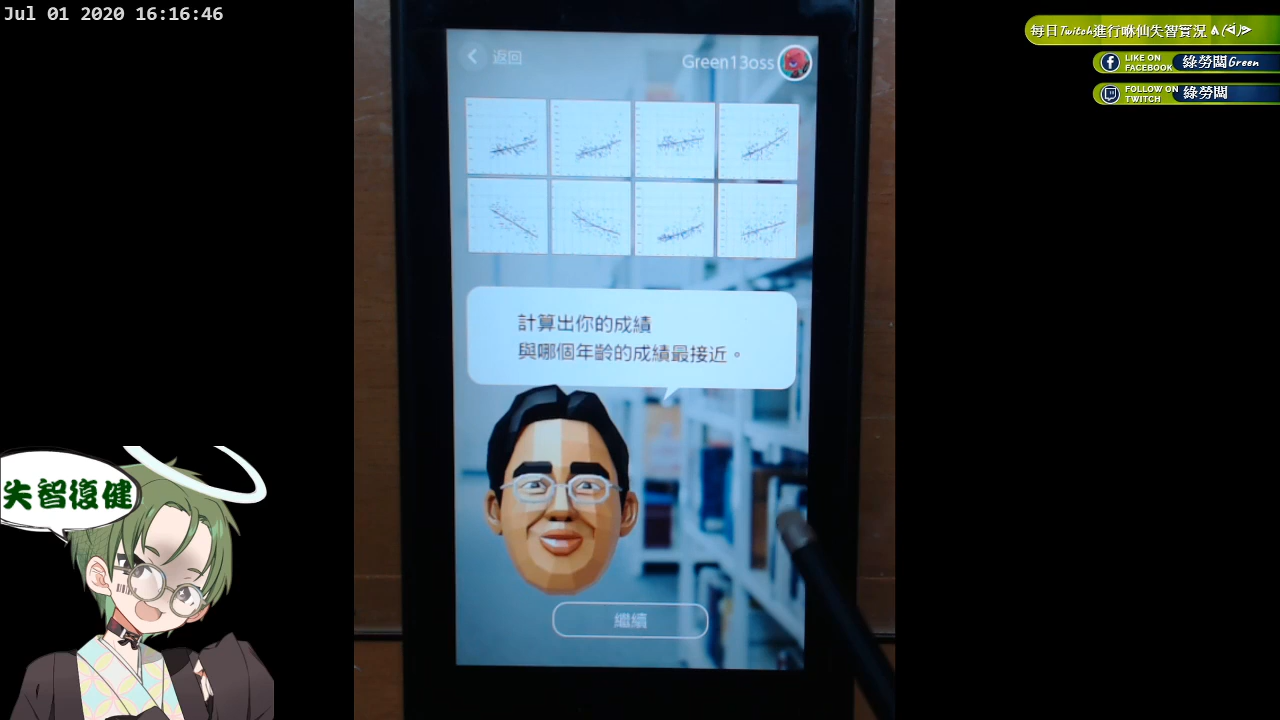 Jul 01 2020 16:16:46
每日Twitch進行咻仙失智實況
LIKE ON
FACEBOOK
綠勞闆Green
FOLLOW ON
TWITCH
綠勞闆
返回
Green13oss
計算出你的成績
與哪個年齡的成績最接近。
繼續
失智復健